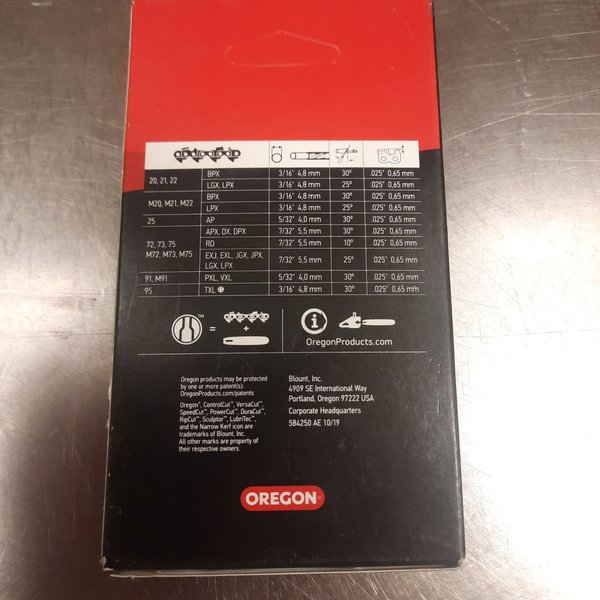 20, 21, 22 BPX 3/16" 4,8 mm 30° .025" 0,65 mm
LGX, LPX 3/16" 4,8 mm 25° .025" 0,65 mm
M20, M21, M22 BPX 3/16" 4,8 mm 30° .025" 0,65 mm
LPX 3/16" 4,8 mm 25° .025" 0,65 mm
25 AP 5/32" 4,0 mm 30° .025" 0,65 mm
72, 73, 75 APX, DX, DPX 7/32" 5,5 mm 30° .025" 0,65 mm
M72, M73, M75 RD 7/32" 5,5 mm 10° .025" 0,65 mm
EXJ, EXL, JGX, JPX, 7/32" 5,5 mm 25° .025" 0,65 mm
LGX, LPX
91, M91 PXL, VXL 5/32" 4,0 mm 30° .025" 0,65 mm
95 TXL 3/16" 4,8 mm 30° .025" 0,65 mm
™ = +
i
OregonProducts.com
Oregon products may be protected
by one or more patent(s):
OregonProducts.com/patents
Oregon®, ControlCut™, VersaCut™,
SpeedCut™, PowerCut™, DuraCut™,
RipCut™, Sculptor™, LubriTec™,
and the Narrow Kerf icon are
trademarks of Blount, Inc.
All other marks are property of
their respective owners.
Blount, Inc.
4909 SE International Way
Portland, Oregon 97222 USA
Corporate Headquarters
584250 AE 10/19
OREGON®